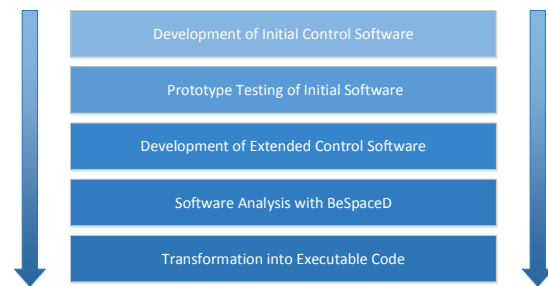 Development of Initial Control Software
Prototype Testing of Initial Software
Development of Extended Control Software
Software Analysis with BeSpaceD
Transformation into Executable Code